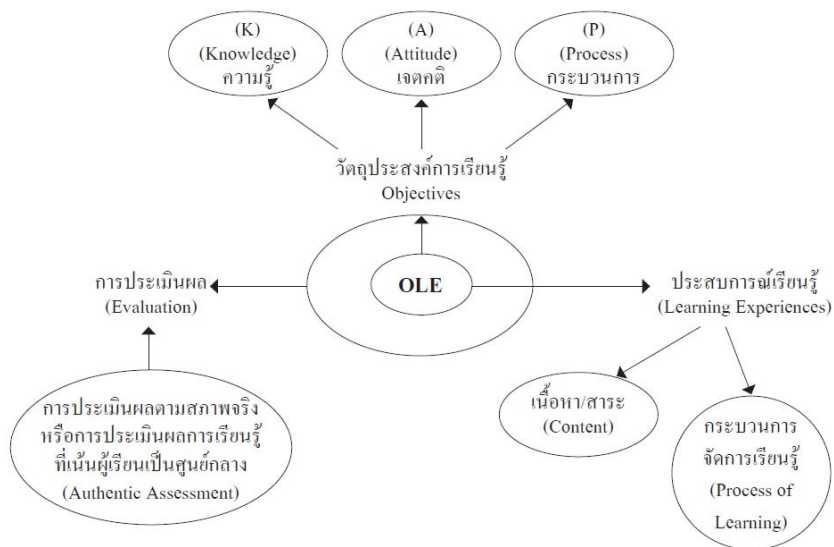 (K)
(Knowledge)
ความรู้
(A)
(Attitude)
เจตคติ
(P)
(Process)
กระบวนการ
วัตถุประสงค์การเรียนรู้
Objectives
การประเมินผล
(Evaluation)
OLE
ประสบการณ์เรียนรู้
(Learning Experiences)
การประเมินผลตามสภาพจริง
หรือการประเมินผลการเรียนรู้
ที่เน้นผู้เรียนเป็นศูนย์กลาง
(Authentic Assessment)
เนื้อหา/สาระ
(Content)
กระบวนการ
จัดการเรียนรู้
(Process of
Learning)